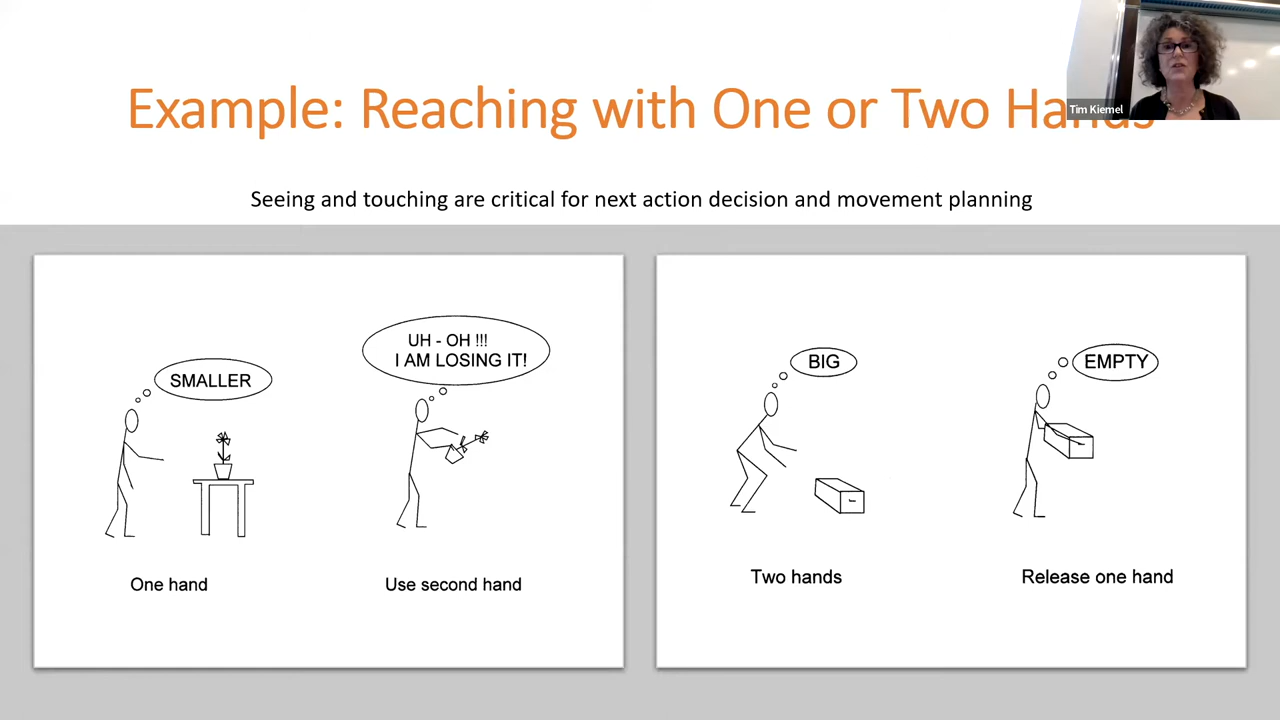 Example: Reaching with One or Two Hands
Tim Kiemel
Seeing and touching are critical for next action decision and movement planning
SMALLER
UH - OH !!!
I AM LOSING IT!
One hand
Use second hand
BIG
EMPTY
Two hands
Release one hand